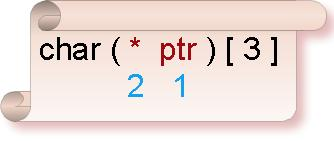 char ( * ptr ) [ 3 ]
2 1